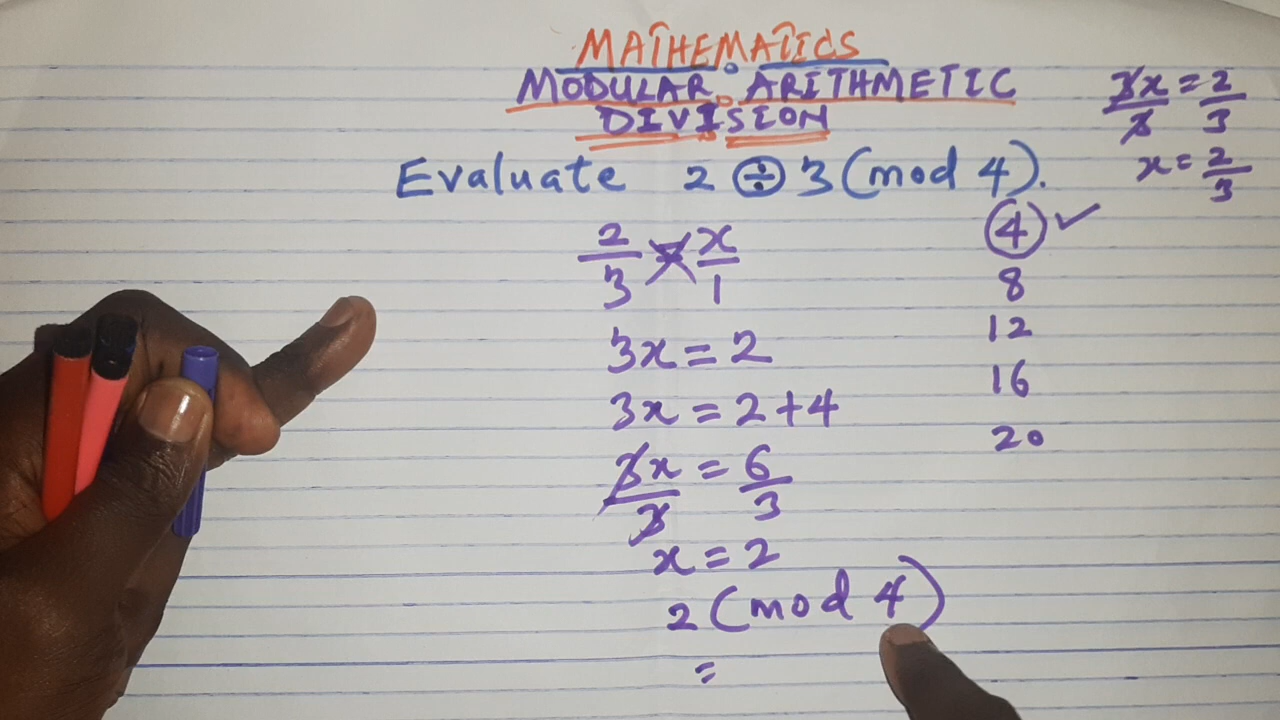 MATHEMATICS
MODULAR ARITHMETIC
DIVISION
Evaluate 2 ÷ 3 (mod 4).
2/3 = x/1
3x = 2
3x = 2 + 4
3x/3 = 6/3
x = 2
2 (mod 4)
=
3x/3 = 2/3
x = 2/3
4 ✓
8
12
16
20